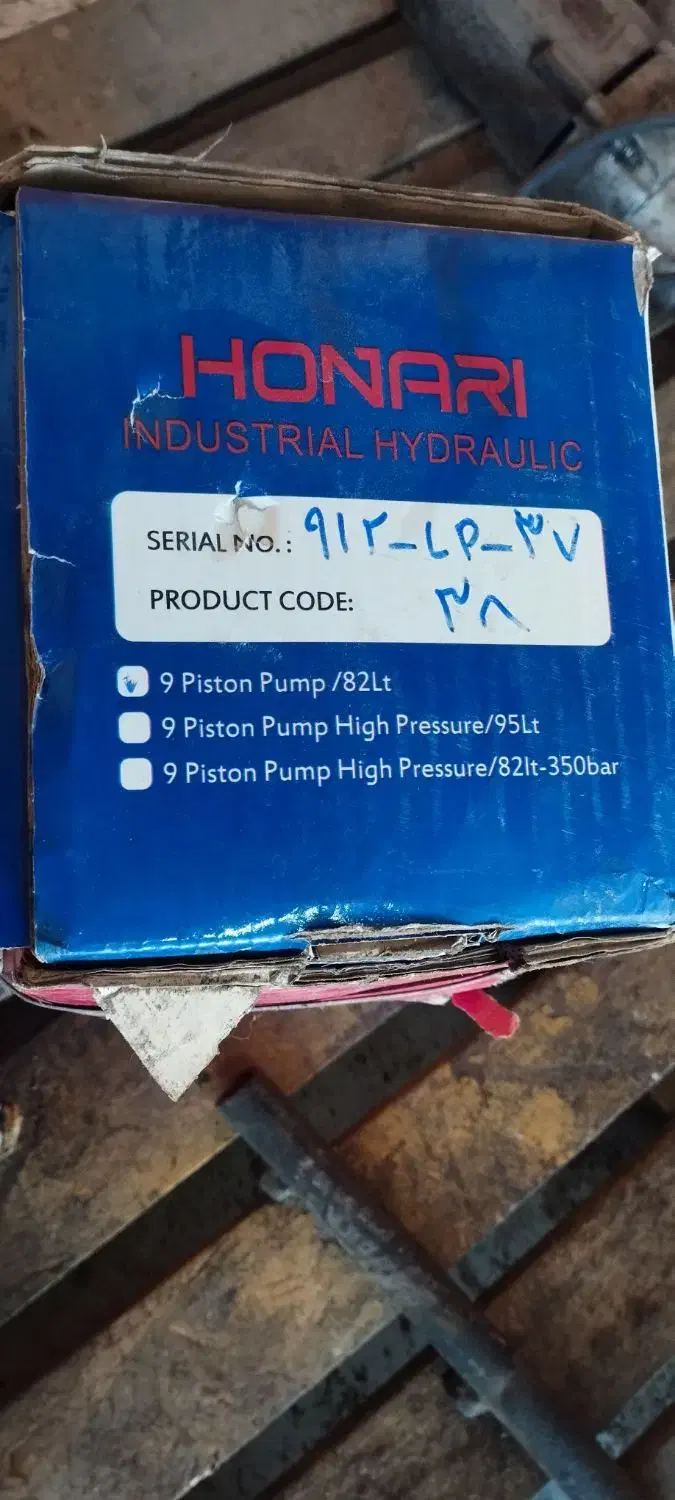 HONARI
INDUSTRIAL HYDRAULIC
SERIAL NO.: ۹۱۲-LP-۳۷
PRODUCT CODE: ۳۸
9 Piston Pump /82Lt
9 Piston Pump High Pressure/95Lt
9 Piston Pump High Pressure/82lt-350bar